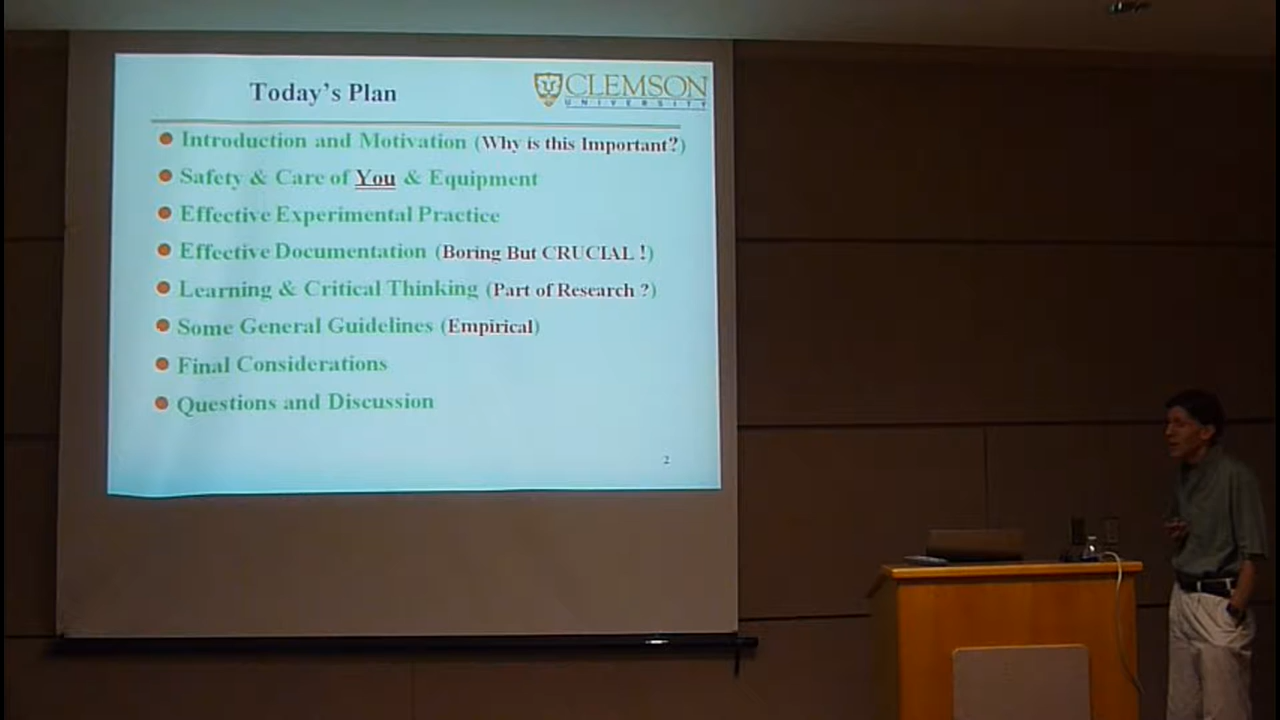 Today's Plan
CLEMSON
UNIVERSITY
Introduction and Motivation (Why is this Important?)
Safety & Care of You & Equipment
Effective Experimental Practice
Effective Documentation (Boring But CRUCIAL !)
Learning & Critical Thinking (Part of Research ?)
Some General Guidelines (Empirical)
Final Considerations
Questions and Discussion
2